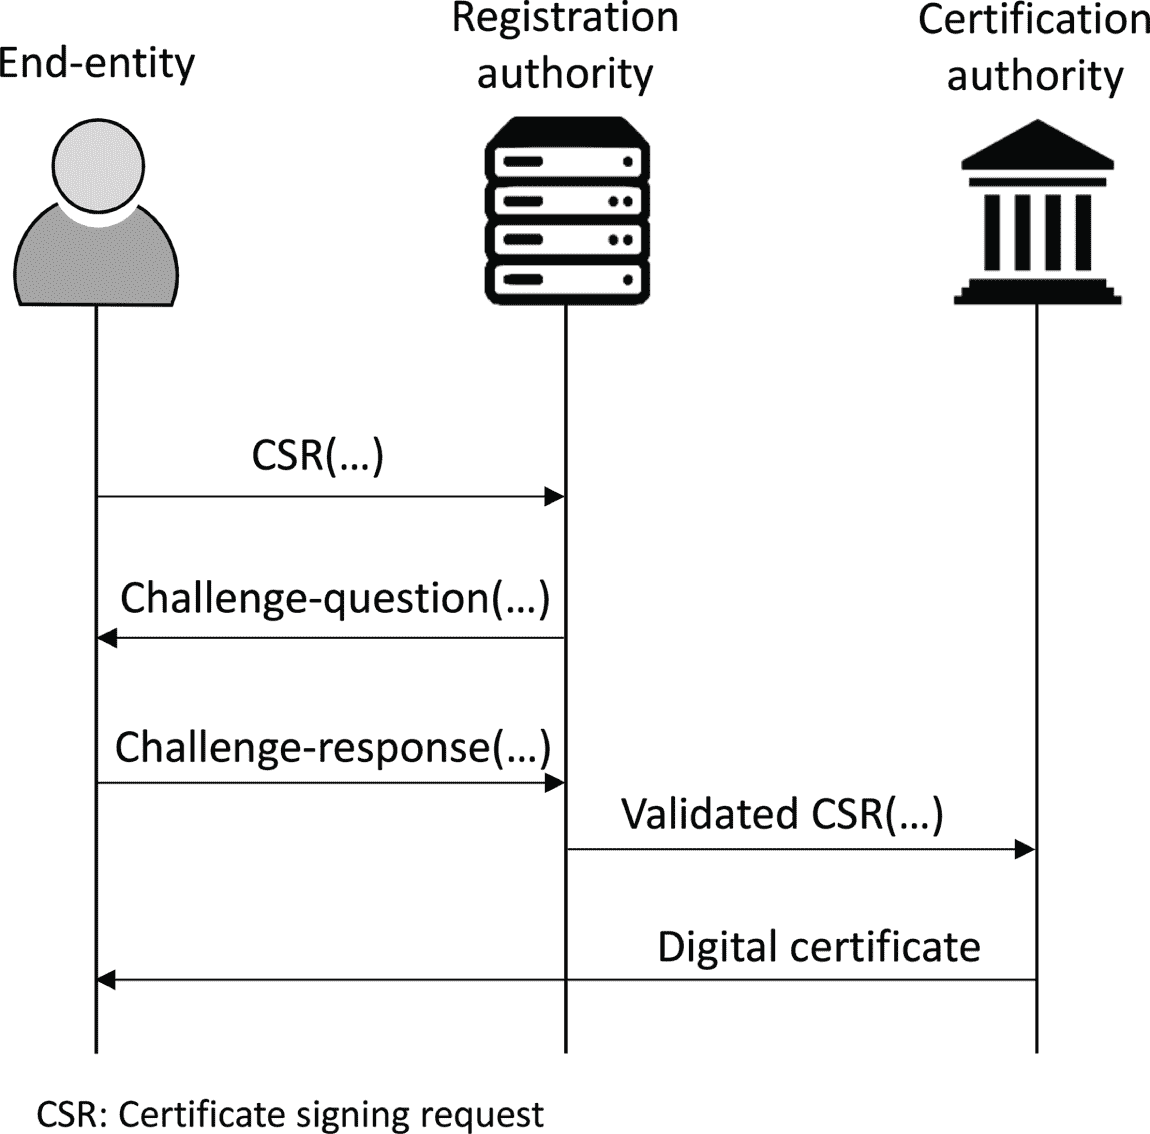 End-entity
Registration
authority
Certification
authority
CSR(...)
Challenge-question(...)
Challenge-response(...)
Validated CSR(...)
Digital certificate
CSR: Certificate signing request